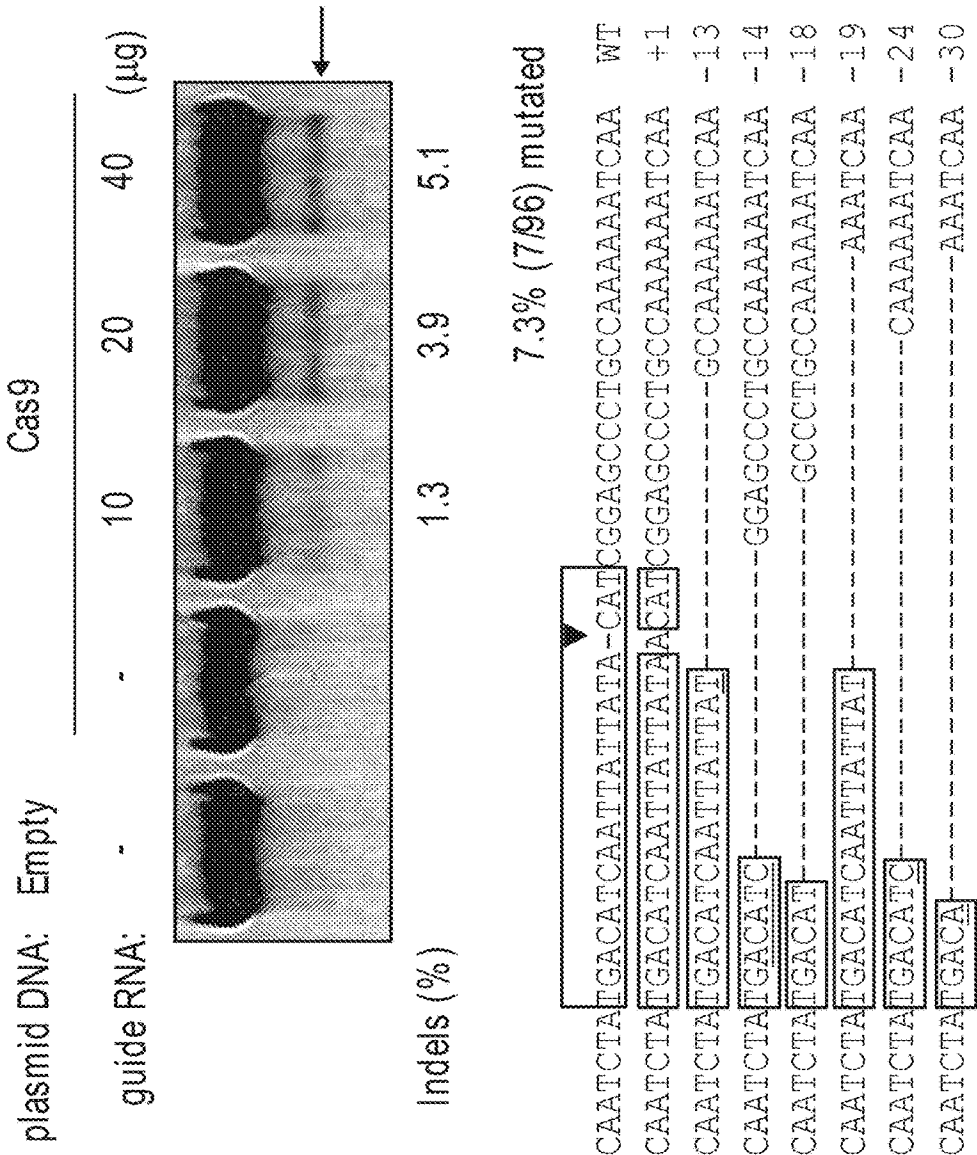 plasmid DNA: Empty Cas9
guide RNA: - - 10 20 40 (µg)
Indels (%) 1.3 3.9 5.1
7.3% (7/96) mutated
CAATCTATGACATCAATTATTATA-CATCGGAGCCCTGCCAAAAAATCAA WT
CAATCTATGACATCAATTATTATAACATCGGAGCCCTGCCAAAAAATCAA +1
CAATCTATGACATCAATTATTAT--------------GCCAAAAAATCAA -13
CAATCTATGACATC---------------GGAGCCCTGCCAAAAAATCAA -14
CAATCTATGACAT-------------------GCCCTGCCAAAAAATCAA -18
CAATCTATGACATCAATTATTAT--------------------AAATCAA -19
CAATCTATGACATC-------------------------CAAAAAATCAA -24
CAATCTATGACA-------------------------------AAATCAA -30